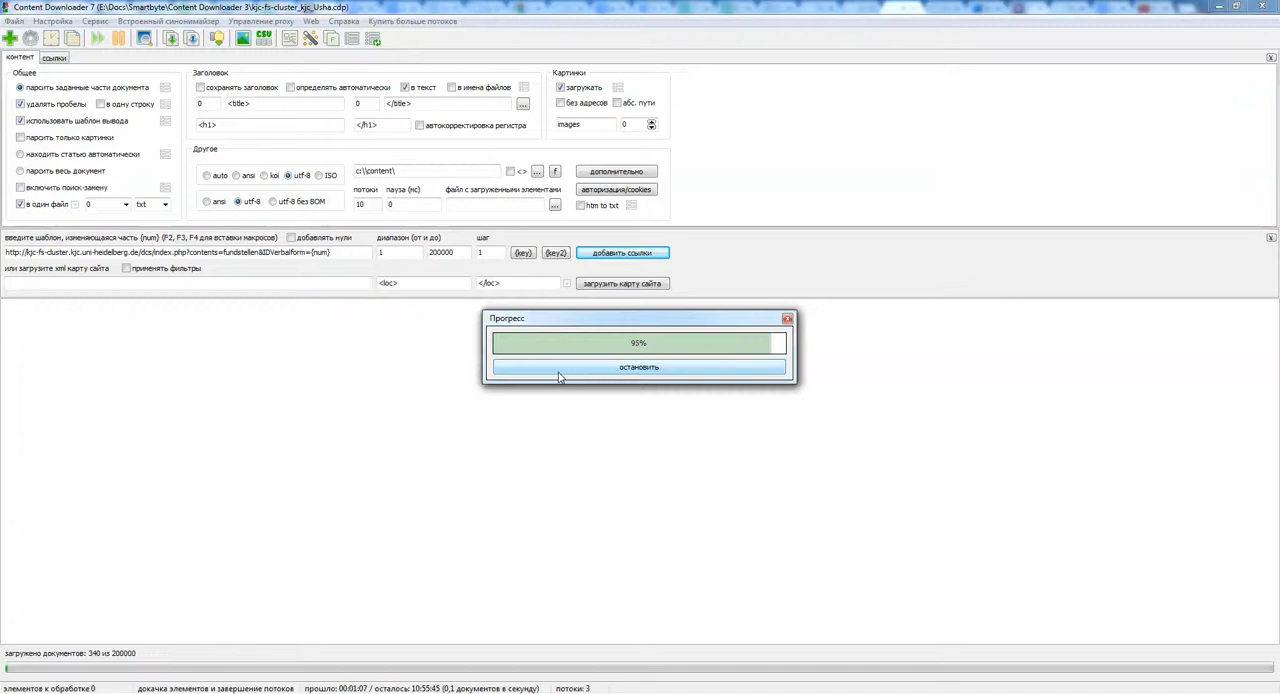 Content Downloader 7 (E:\Docs\Smartbyte\Content Downloader 3\kjc-fs-cluster_kjc_Usha.cdp)
Файл Настройка Сервис Встроенный синонимайзер Управление proxy Web Справка Купить больше потоков
CSV
контент ссылки
Общее
парсить заданные части документа
удалять пробелы в одну строку
использовать шаблон вывода
парсить только картинки
находить статью автоматически
парсить весь документ
включить поиск-замену
в один файл 0 txt
Заголовок
сохранять заголовок определять автоматически в текст в имена файлов
0 <title> 0 </title> ...
<h1> </h1> автокорректировка регистра
Картинки
загружать
без адресов абс. пути
images 0
Другое
auto ansi koi utf-8 ISO
ansi utf-8 utf-8 без BOM
c:\\content\ <> ... f
потоки пауза (мс) файл с загруженными элементами
10 0 ...
дополнительно
авторизация/cookies
htm to txt
введите шаблон, изменяющаяся часть {num} (F2, F3, F4 для вставки макросов) добавлять нули диапазон (от и до) шаг
http://kjc-fs-cluster.kjc.uni-heidelberg.de/dcs/index.php?contents=fundstellen&IDVerbalform={num} 1 200000 1 {key} {key2} добавить ссылки
или загрузите xml карту сайта применять фильтры
<loc> </loc> загрузить карту сайта
Прогресс
95%
остановить
загружено документов: 340 из 200000
элементов к обработке 0 докачка элементов и завершение потоков прошло: 00:01:07 / осталось: 10:55:45 (0,1 документов в секунду) потоки: 3